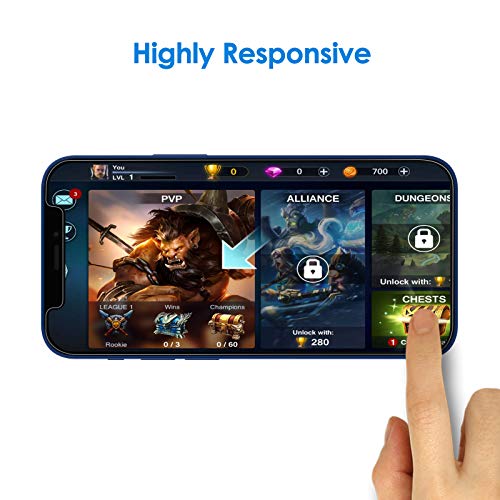 Highly Responsive
You
LVL 1
0
0
700
3
PVP
ALLIANCE
DUNGEONS
LEAGUE 1
Wins
Champions
Rookie
0 / 3
0 / 60
Unlock with:
280
Unlock with:
CHESTS
1